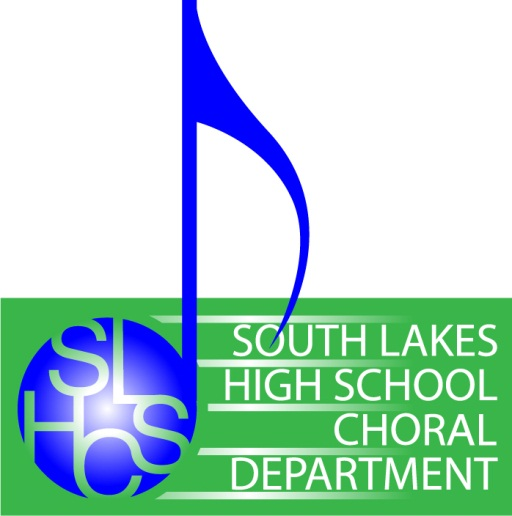 SL
HCS
SOUTH LAKES
HIGH SCHOOL
CHORAL
DEPARTMENT